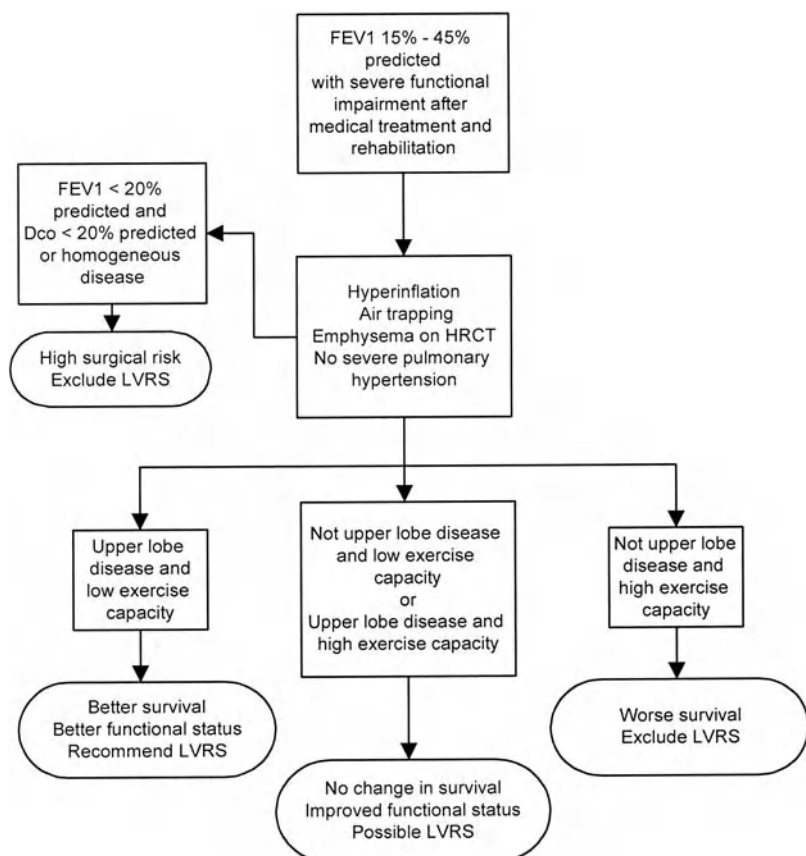 FEV1 15% - 45%
predicted
with severe functional
impairment after
medical treatment and
rehabilitation
FEV1 < 20%
predicted and
Dco < 20% predicted
or homogeneous
disease
High surgical risk
Exclude LVRS
Hyperinflation
Air trapping
Emphysema on HRCT
No severe pulmonary
hypertension
Upper lobe
disease and
low exercise
capacity
Better survival
Better functional status
Recommend LVRS
Not upper lobe disease
and low exercise
capacity
or
Upper lobe disease and
high exercise capacity
No change in survival
Improved functional status
Possible LVRS
Not upper lobe
disease and
high exercise
capacity
Worse survival
Exclude LVRS